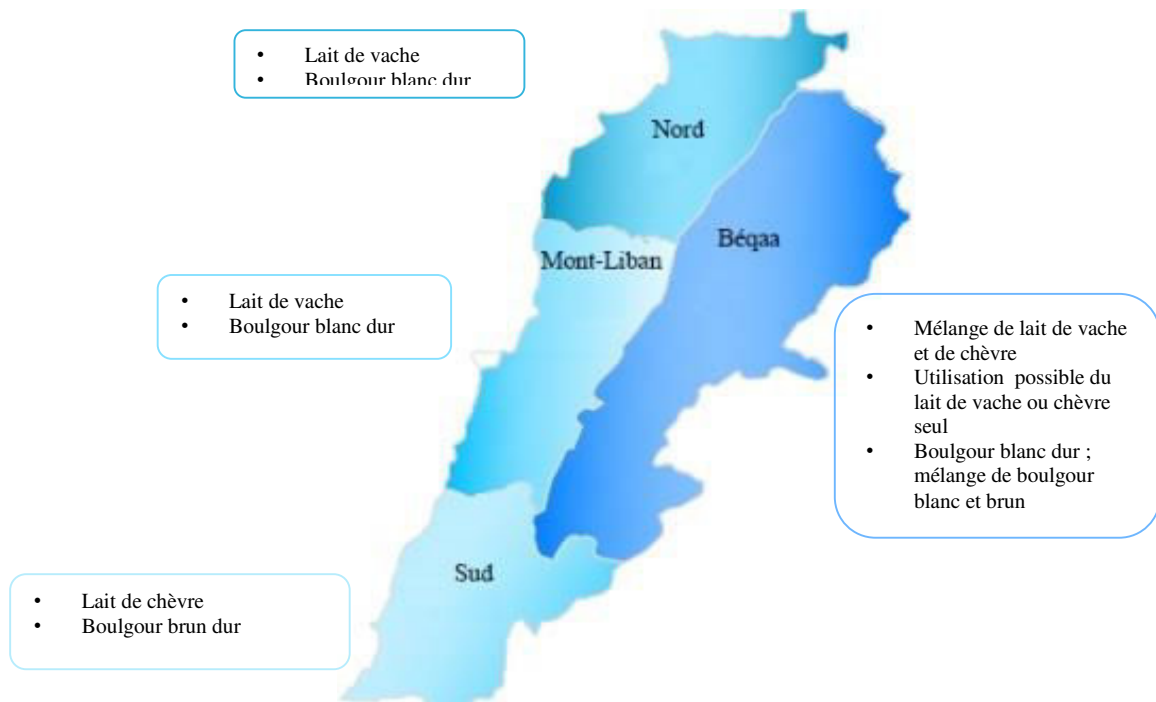 • Lait de vache
• Boulgour blanc dur
Nord
Béqaa
Mont-Liban
• Lait de vache
• Boulgour blanc dur
• Mélange de lait de vache
et de chèvre
• Utilisation possible du
lait de vache ou chèvre
seul
• Boulgour blanc dur ;
mélange de boulgour
blanc et brun
Sud
• Lait de chèvre
• Boulgour brun dur